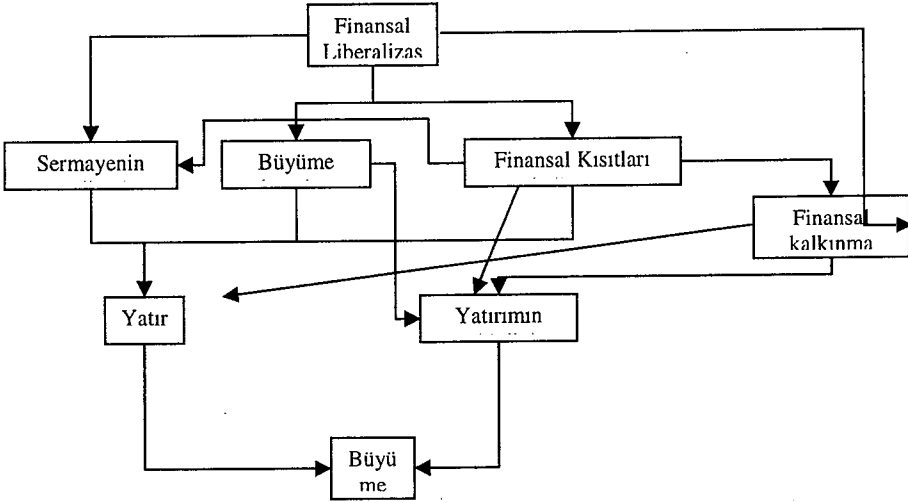 Finansal
Liberalizas
Sermayenin
Büyüme
Finansal Kısıtları
Finansal
kalkınma
Yatır
Yatırımın
Büyü
me